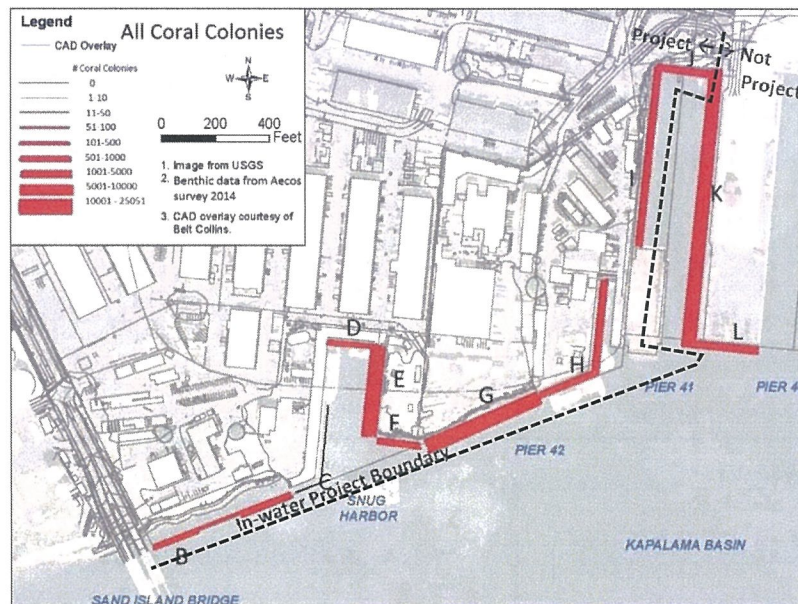 Legend
All Coral Colonies
CAD Overlay
# Coral Colonies
0
1-10
11-50
51-100
101-500
501-1000
1001-5000
5001-10000
10001 - 25051
N
W E
S
0 200 400
Feet
1. Image from USGS
2. Benthic data from Aecos
survey 2014
3. CAD overlay courtesy of
Belt Collins.
Project
Not
Project
J
I
K
L
D
E
F
G
H
C
B
In-water Project Boundary
SNUG
HARBOR
PIER 42
PIER 41
PIER 4
KAPALAMA BASIN
SAND ISLAND BRIDGE